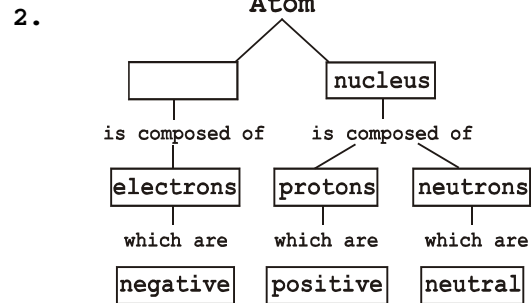 Atom
2.
nucleus
is composed of is composed of
electrons protons neutrons
which are which are which are
negative positive neutral